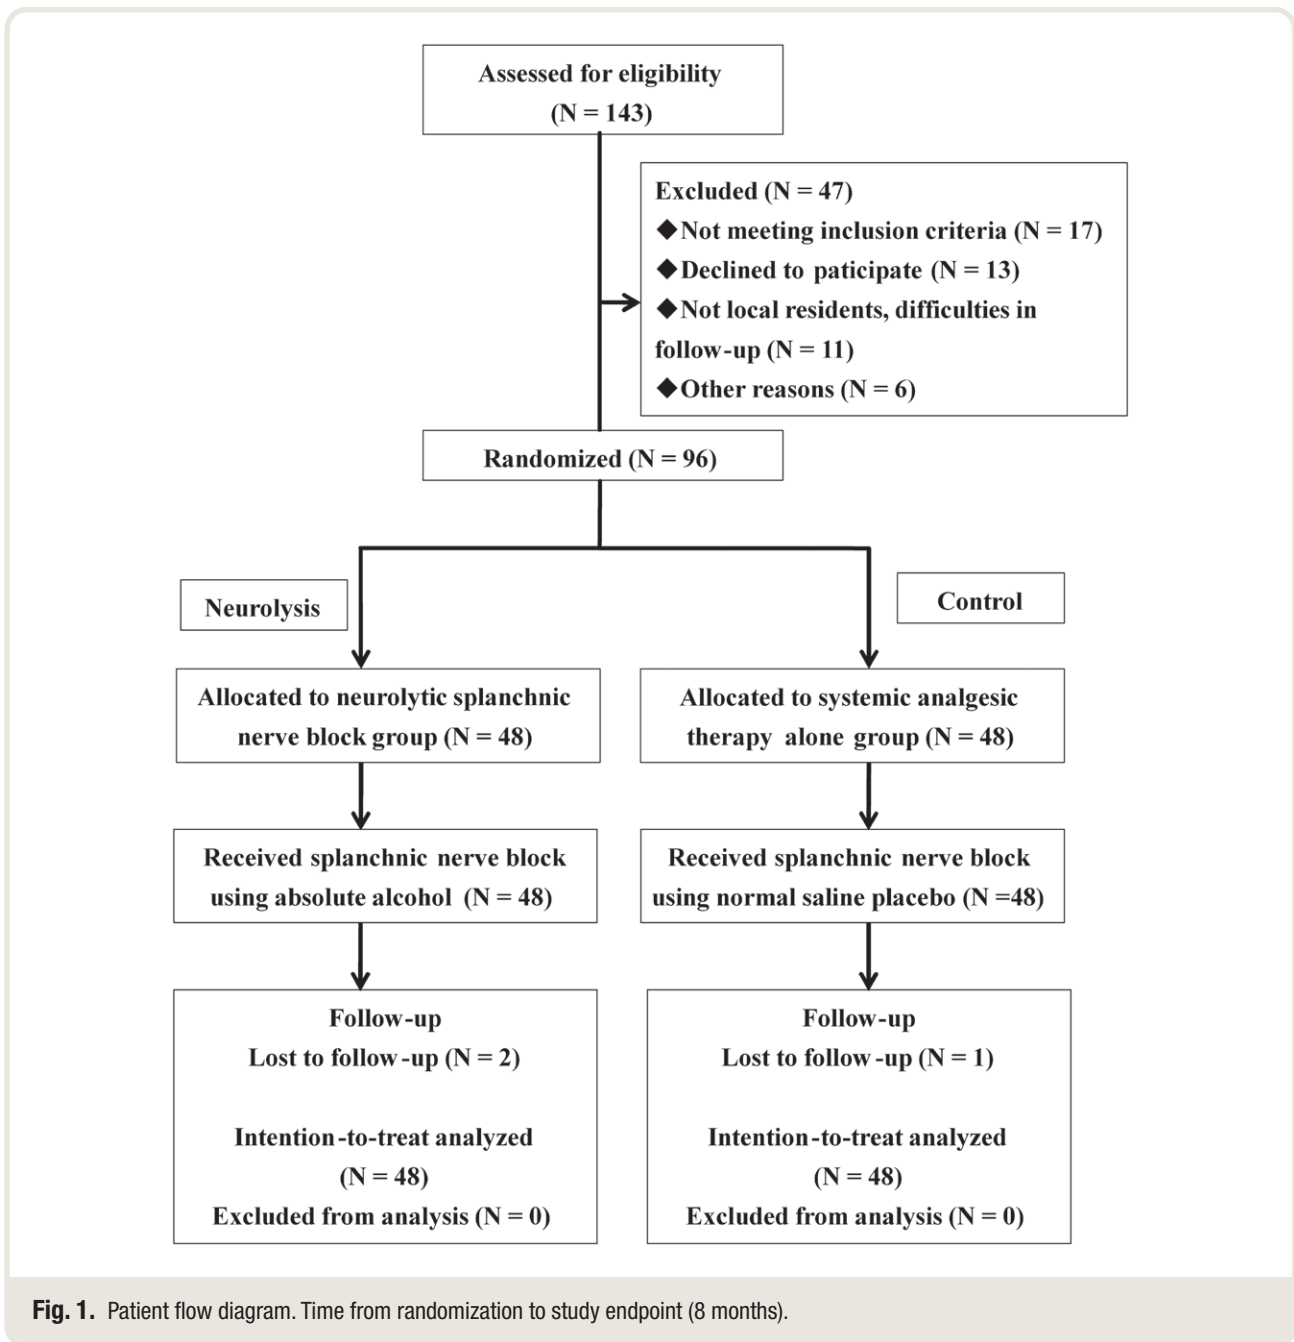 Assessed for eligibility
(N = 143)
Excluded (N = 47)
◆Not meeting inclusion criteria (N = 17)
◆Declined to paticipate (N = 13)
◆Not local residents, difficulties in
follow-up (N = 11)
◆Other reasons (N = 6)
Randomized (N = 96)
Neurolysis
Control
Allocated to neurolytic splanchnic
nerve block group (N = 48)
Allocated to systemic analgesic
therapy alone group (N = 48)
Received splanchnic nerve block
using absolute alcohol (N = 48)
Received splanchnic nerve block
using normal saline placebo (N =48)
Follow-up
Lost to follow-up (N = 2)
Intention-to-treat analyzed
(N = 48)
Excluded from analysis (N = 0)
Follow-up
Lost to follow-up (N = 1)
Intention-to-treat analyzed
(N = 48)
Excluded from analysis (N = 0)
Fig. 1. Patient flow diagram. Time from randomization to study endpoint (8 months).